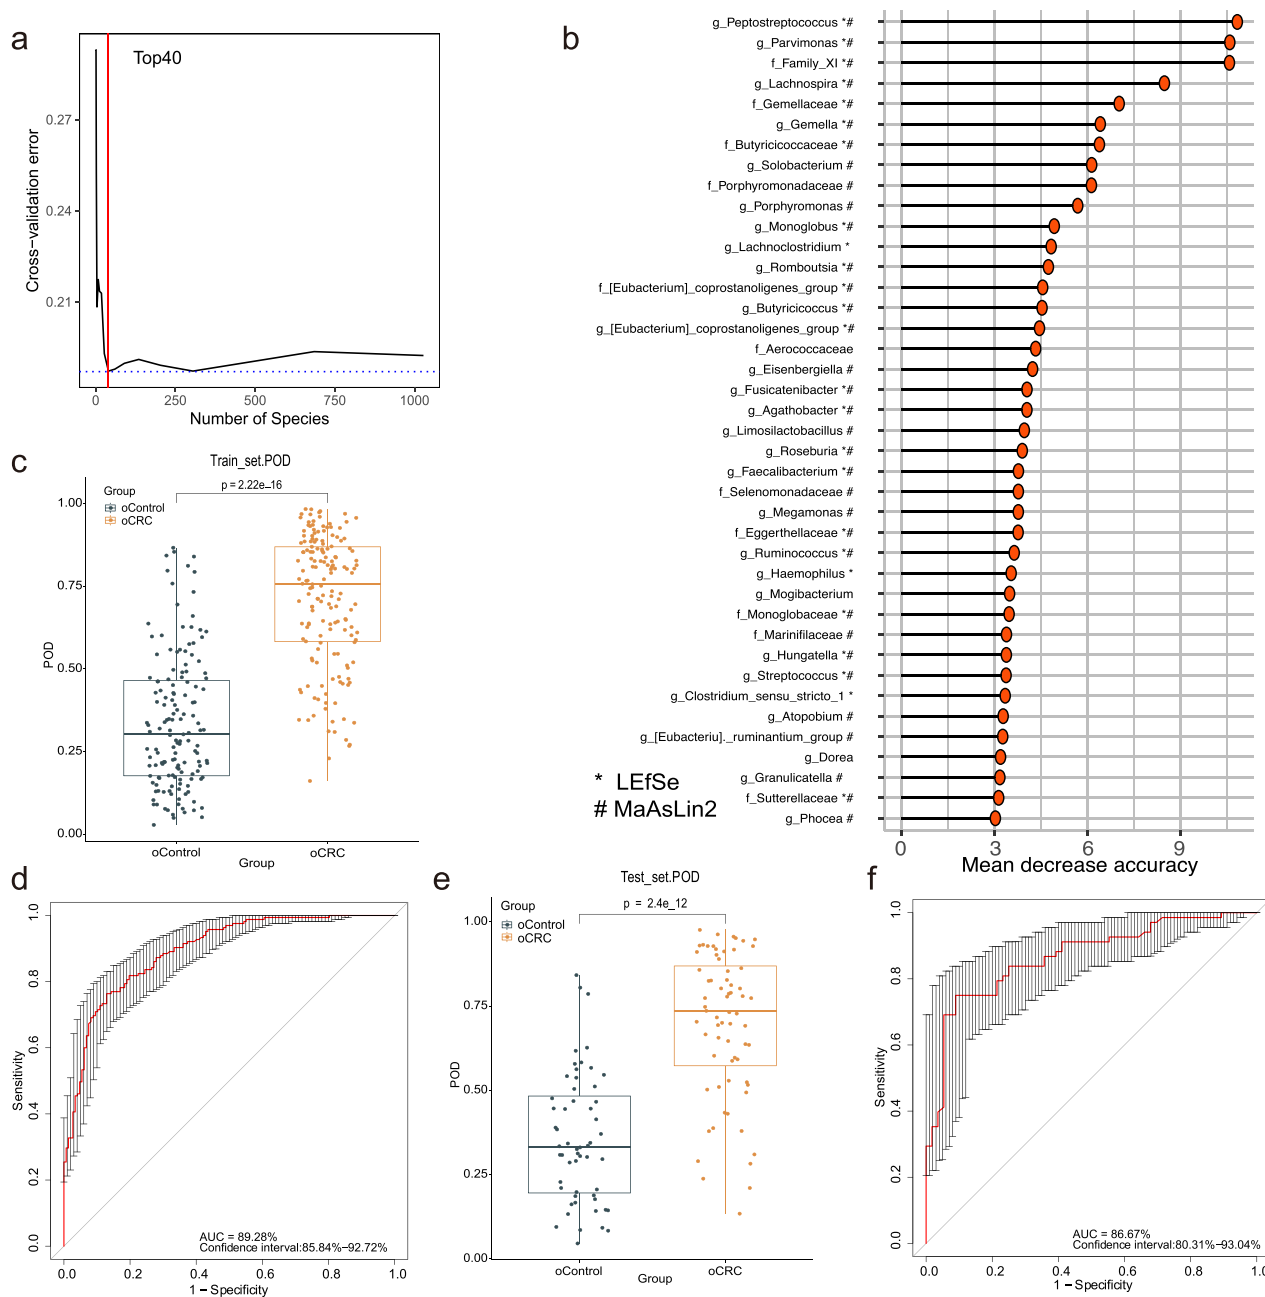 a
Top40
Cross−validation error
0.27
0.24
0.21
0
250
500
750
1000
Number of Species
b
g_Peptostreptococcus *#
g_Parvimonas *#
f_Family_XI *#
g_Lachnospira *#
f_Gemellaceae *#
g_Gemella *#
f_Butyricicoccaceae *#
g_Solobacterium #
f_Porphyromonadaceae #
g_Porphyromonas #
g_Monoglobus *#
g_Lachnoclostridium *
g_Romboutsia *#
f_[Eubacterium]_coprostanoligenes_group *#
g_Butyricicoccus *#
g_[Eubacterium]_coprostanoligenes_group *#
f_Aerococcaceae
g_Eisenbergiella #
g_Fusicatenibacter *#
g_Agathobacter *#
g_Limosilactobacillus #
g_Roseburia *#
g_Faecalibacterium *#
f_Selenomonadaceae #
g_Megamonas #
f_Eggerthellaceae *#
g_Ruminococcus *#
g_Haemophilus *
g_Mogibacterium
f_Monoglobaceae *#
f_Marinifilaceae #
g_Hungatella *#
g_Streptococcus *#
g_Clostridium_sensu_stricto_1 *
g_Atopobium #
g_[Eubacteriu]._ruminantium_group #
g_Dorea
g_Granulicatella #
f_Sutterellaceae *#
g_Phocea #
* LEfSe
# MaAsLin2
0
3
6
9
Mean decrease accuracy
c
Train_set.POD
p = 2.22e_16
Group
oControl
oCRC
1.00
0.75
0.50
0.25
0.00
POD
oControl
oCRC
Group
d
Sensitivity
1.0
0.8
0.6
0.4
0.2
0.0
AUC = 89.28%
Confidence interval:85.84%−92.72%
0.0
0.2
0.4
0.6
0.8
1.0
1 − Specificity
e
Test_set.POD
p = 2.4e_12
Group
oControl
oCRC
1.00
0.75
0.50
0.25
0.00
POD
oControl
oCRC
Group
f
Sensitivity
1.0
0.8
0.6
0.4
0.2
0.0
AUC = 86.67%
Confidence interval:80.31%−93.04%
0.0
0.2
0.4
0.6
0.8
1.0
1 − Specificity